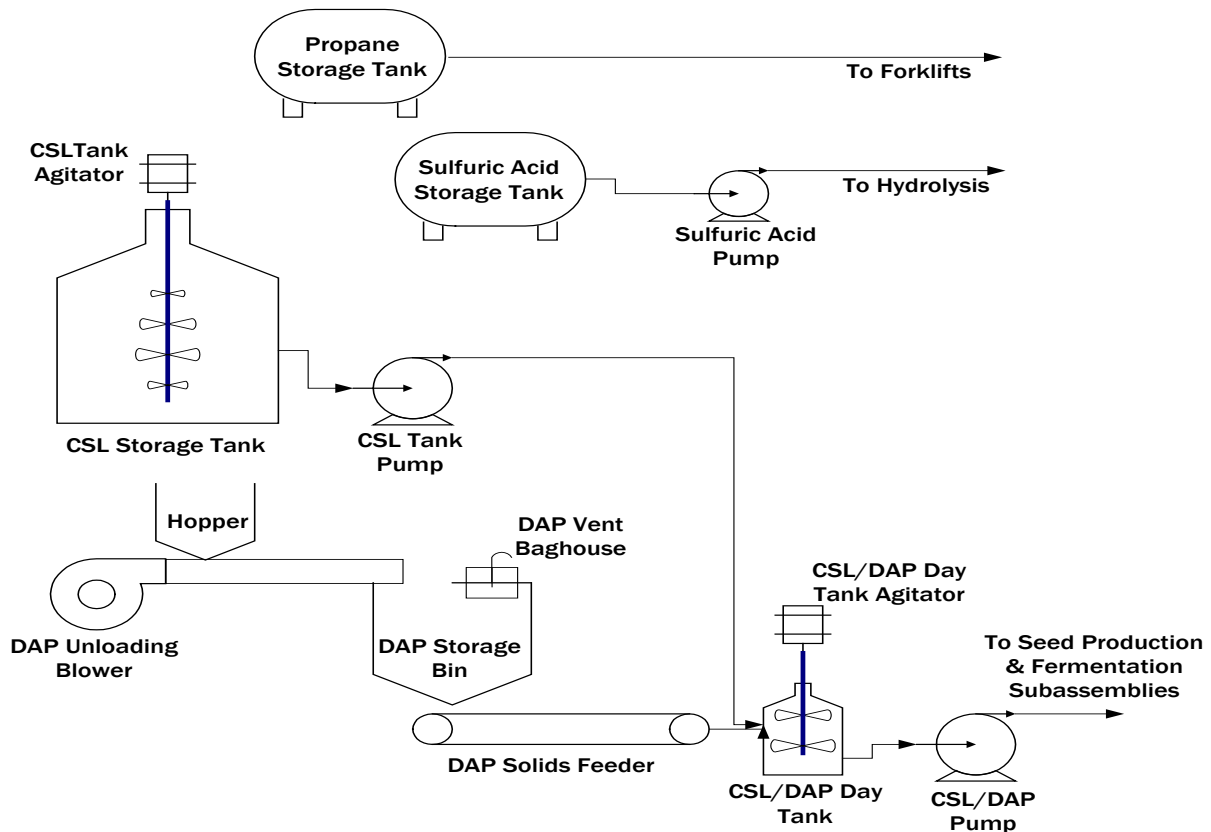 Propane
Storage Tank
To Forklifts
CSLTank
Agitator
Sulfuric Acid
Storage Tank
To Hydrolysis
Sulfuric Acid
Pump
CSL Storage Tank
CSL Tank
Pump
Hopper
DAP Vent
Baghouse
DAP Unloading
Blower
DAP Storage
Bin
CSL/DAP Day
Tank Agitator
To Seed Production
& Fermentation
Subassemblies
DAP Solids Feeder
CSL/DAP Day
Tank
CSL/DAP
Pump